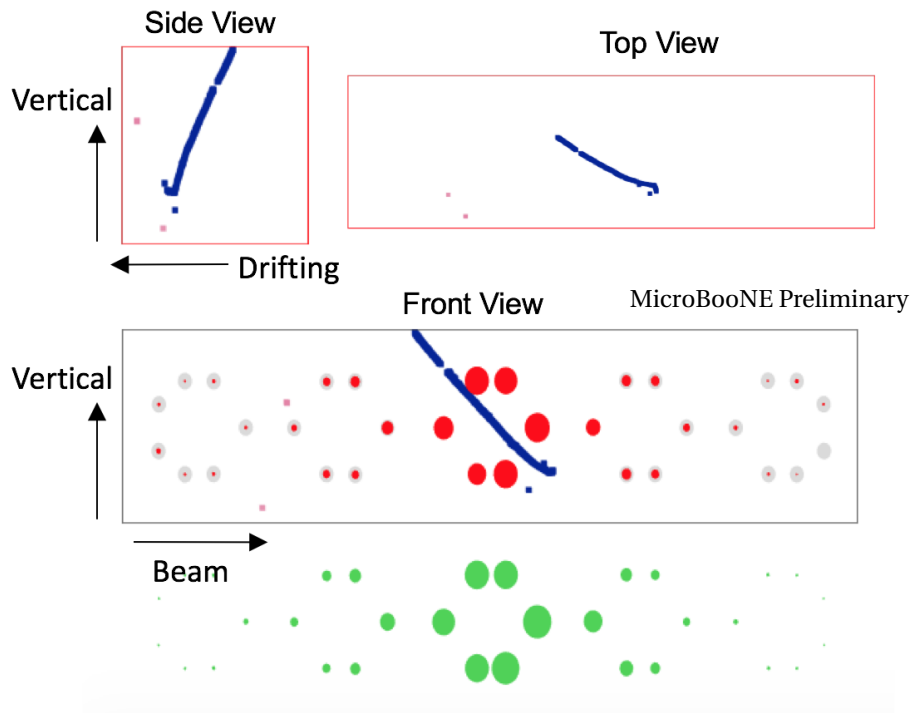 Side View
Top View
Vertical
Drifting
Front View
MicroBooNE Preliminary
Vertical
Beam